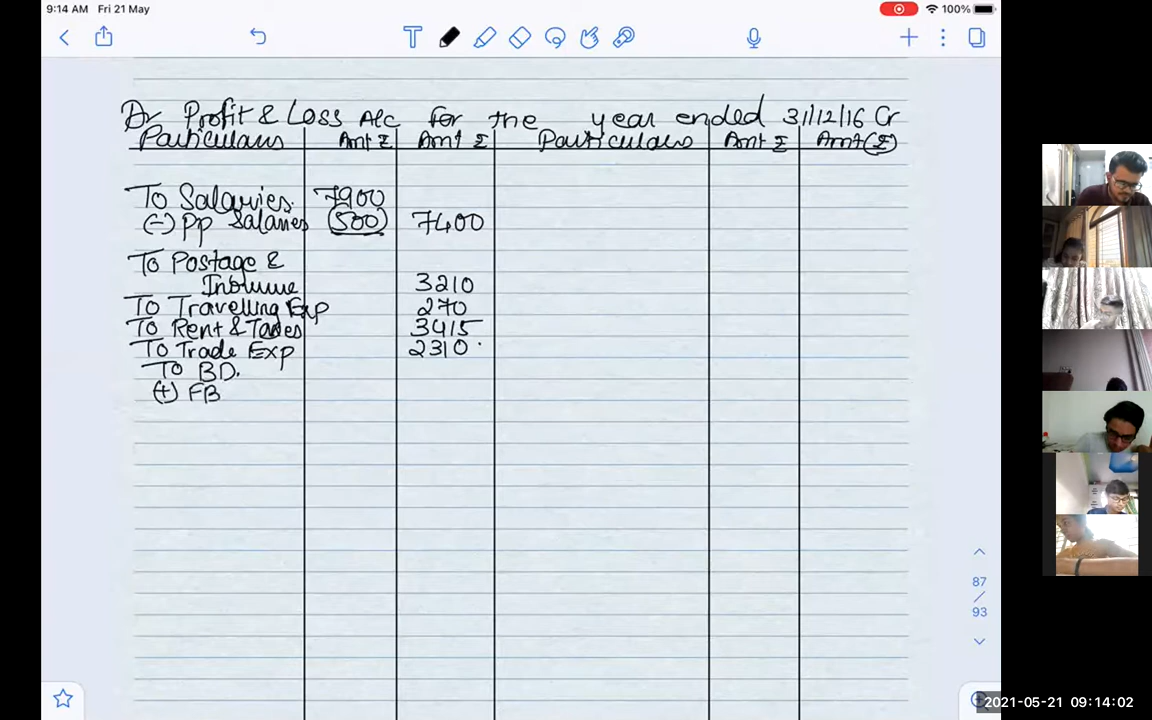 9:14 AM Fri 21 May 100%
Dr Profit & Loss A/c for the year ended 31/12/16 Cr
Particulars Amt ₹ Amt ₹ Particulars Amt ₹ Amt (₹)
To Salaries 7900
(-) Pp Salaries (500) 7400
To Postage &
3210
To Travelling Exp 270
To Rent & Taxes 3415
To Trade Exp 2310
To BD.
(+) FB
87
/
93
2021-05-21 09:14:02